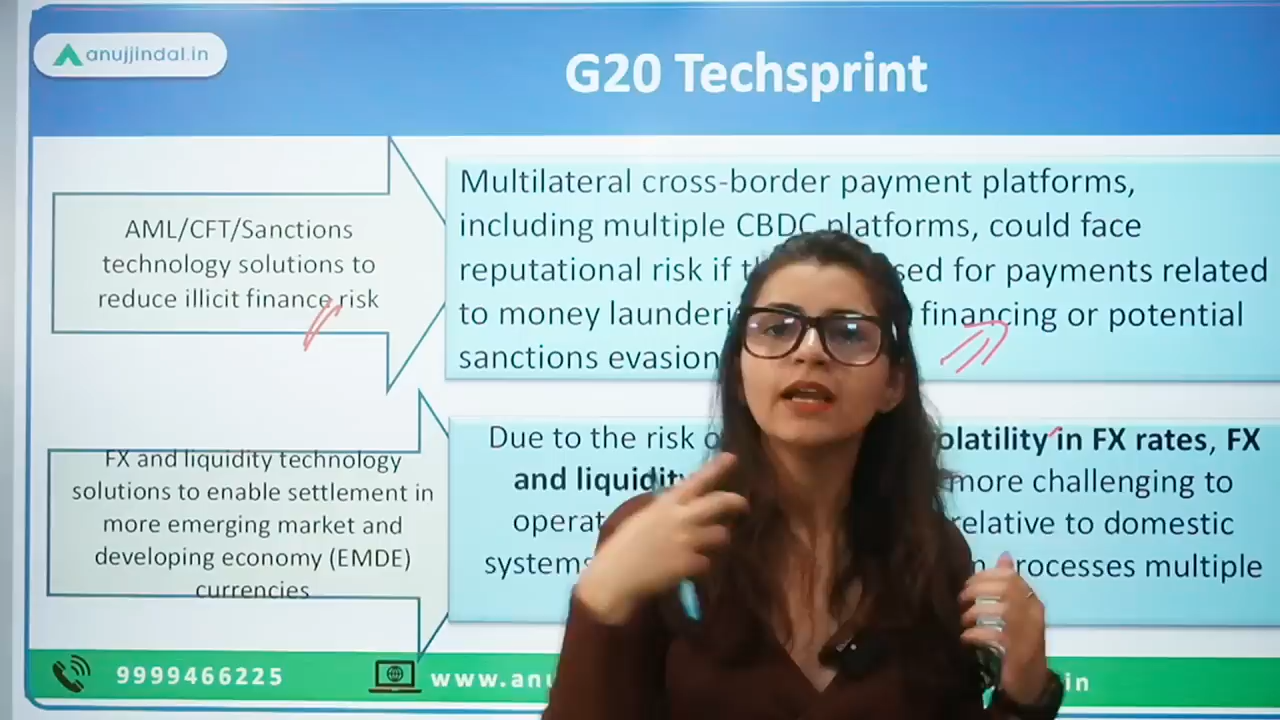 anujjindal.in
G20 Techsprint
AML/CFT/Sanctions
technology solutions to
reduce illicit finance risk
Multilateral cross-border payment platforms,
including multiple CBDC platforms, could face
reputational risk if sed for payments related
to money launderi financing or potential
sanctions evasion
FX and liquidity technology
solutions to enable settlement in
more emerging market and
developing economy (EMDE)
currencies
Due to the risk o olatility in FX rates, FX
and liquidity more challenging to
operat relative to domestic
systems rocesses multiple
9999466225
www.anu in